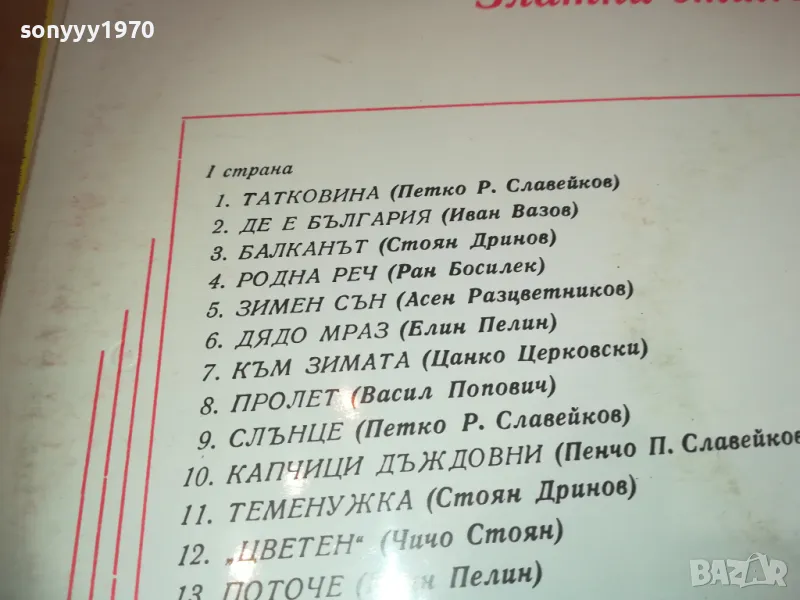 sonyyy1970
Златни
I страна
1. ТАТКОВИНА (Петко Р. Славейков)
2. ДЕ Е БЪЛГАРИЯ (Иван Вазов)
3. БАЛКАНЪТ (Стоян Дринов)
4. РОДНА РЕЧ (Ран Босилек)
5. ЗИМЕН СЪН (Асен Разцветников)
6. ДЯДО МРАЗ (Елин Пелин)
7. КЪМ ЗИМАТА (Цанко Церковски)
8. ПРОЛЕТ (Васил Попович)
9. СЛЪНЦЕ (Петко Р. Славейков)
10. КАПЧИЦИ ДЪЖДОВНИ (Пенчо П. Славейков
11. ТЕМЕНУЖКА (Стоян Дринов)
12. „ЦВЕТЕН“ (Чичо Стоян)
13. ПОТОЧЕ Пелин)
BAZAR